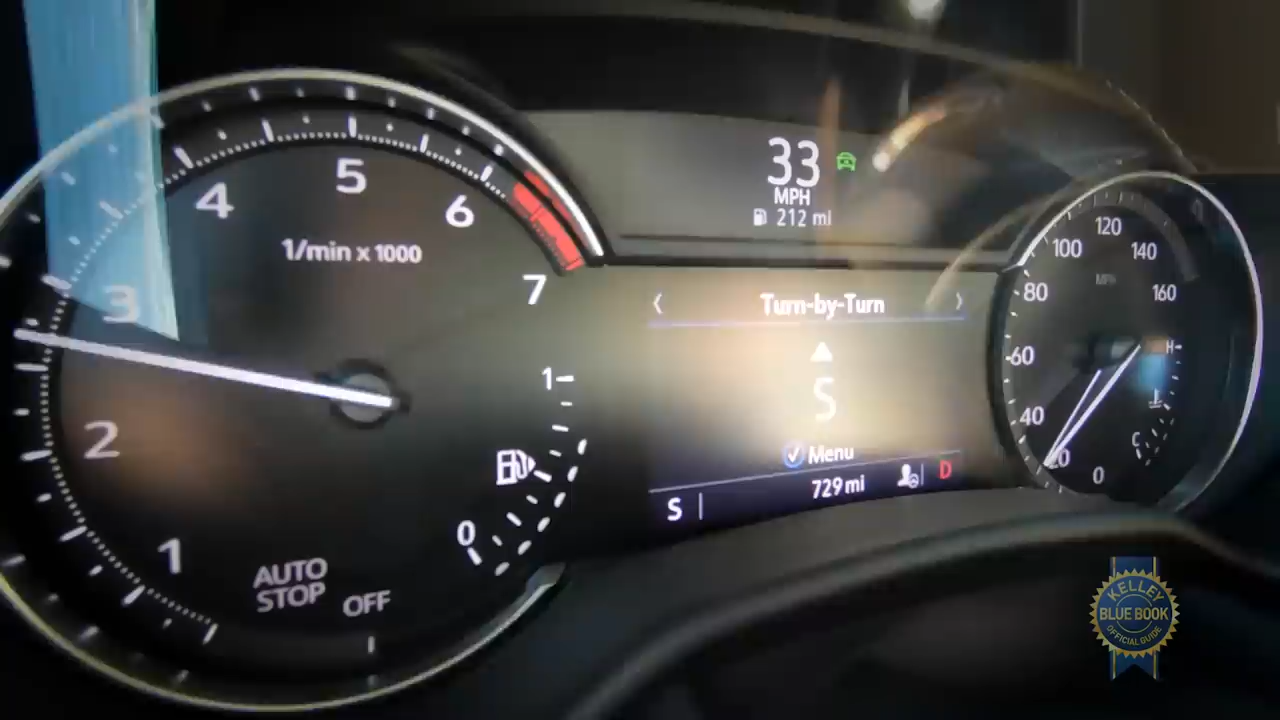 33
MPH
212 mi
1
2
3
4
5
6
7
1/min x 1000
AUTO
STOP
OFF
1
0
‹ Turn-by-Turn ›
S
Menu
729 mi
D
S
0
20
40
60
80
100
120
140
160
MPH
H
C
KELLEY
BLUE BOOK
OFFICIAL GUIDE